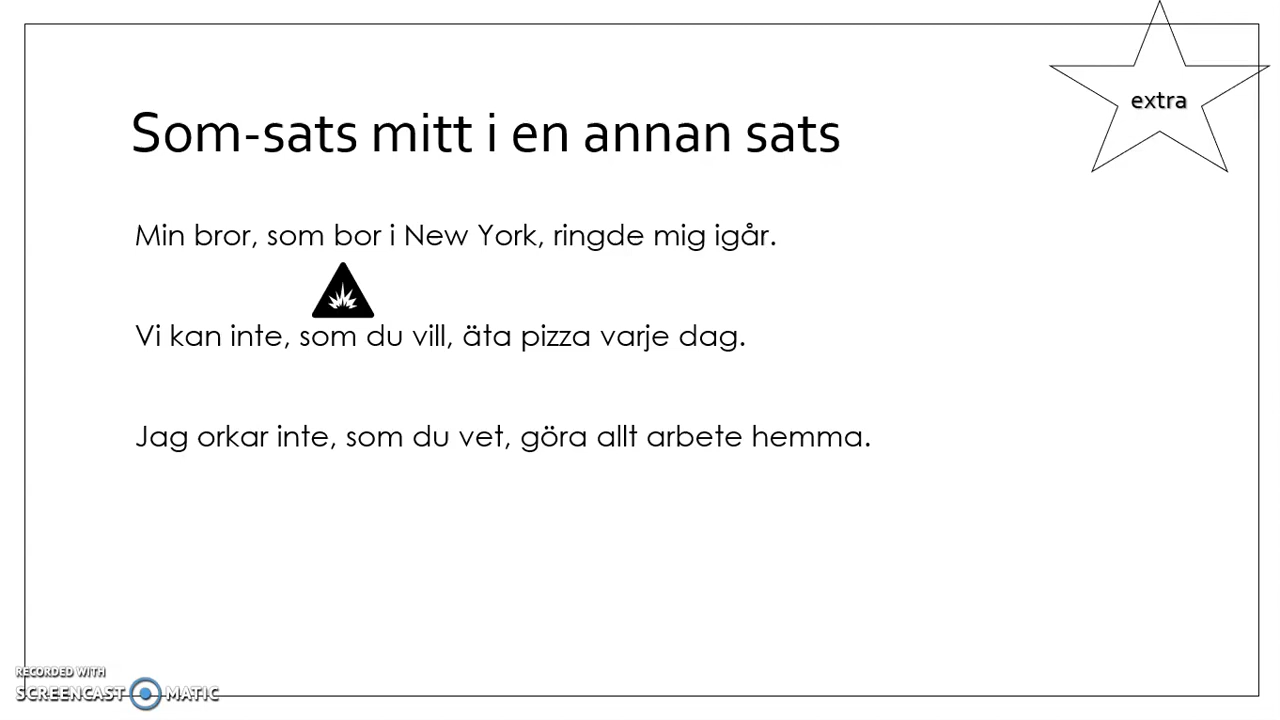 extra
Som-sats mitt i en annan sats
Min bror, som bor i New York, ringde mig igår.
Vi kan inte, som du vill, äta pizza varje dag.
Jag orkar inte, som du vet, göra allt arbete hemma.
RECORDED WITH
SCREENCAST-O-MATIC